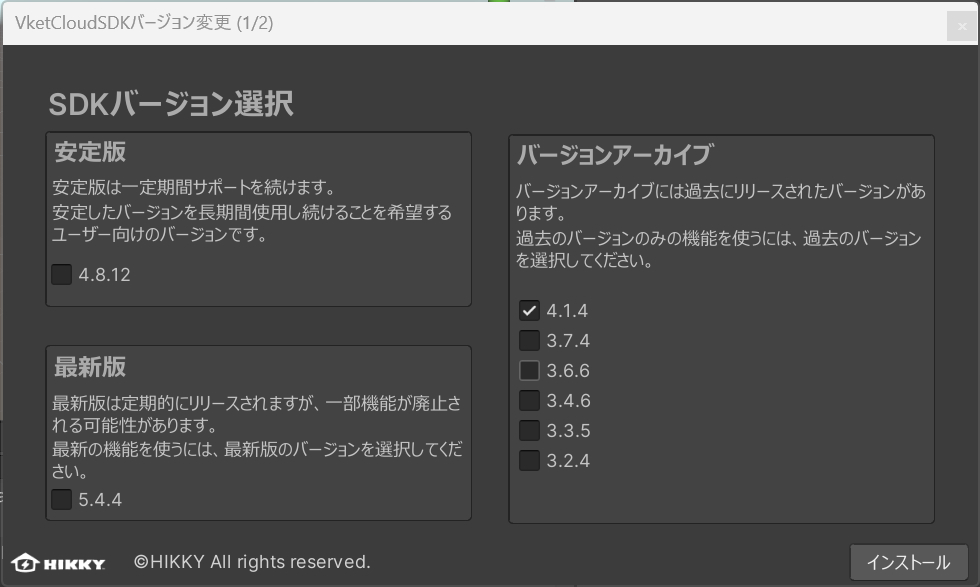 VketCloudSDKバージョン変更 (1/2)
SDKバージョン選択
安定版
安定版は一定期間サポートを続けます。
安定したバージョンを長期間使用し続けることを希望する
ユーザー向けのバージョンです。
4.8.12
最新版
最新版は定期的にリリースされますが、一部機能が廃止さ
れる可能性があります。
最新の機能を使うには、最新版のバージョンを選択してくだ
さい。
5.4.4
バージョンアーカイブ
バージョンアーカイブには過去にリリースされたバージョンがあ
ります。
過去のバージョンのみの機能を使うには、過去のバージョン
を選択してください。
4.1.4
3.7.4
3.6.6
3.4.6
3.3.5
3.2.4
HIKKY
©HIKKY All rights reserved.
インストール